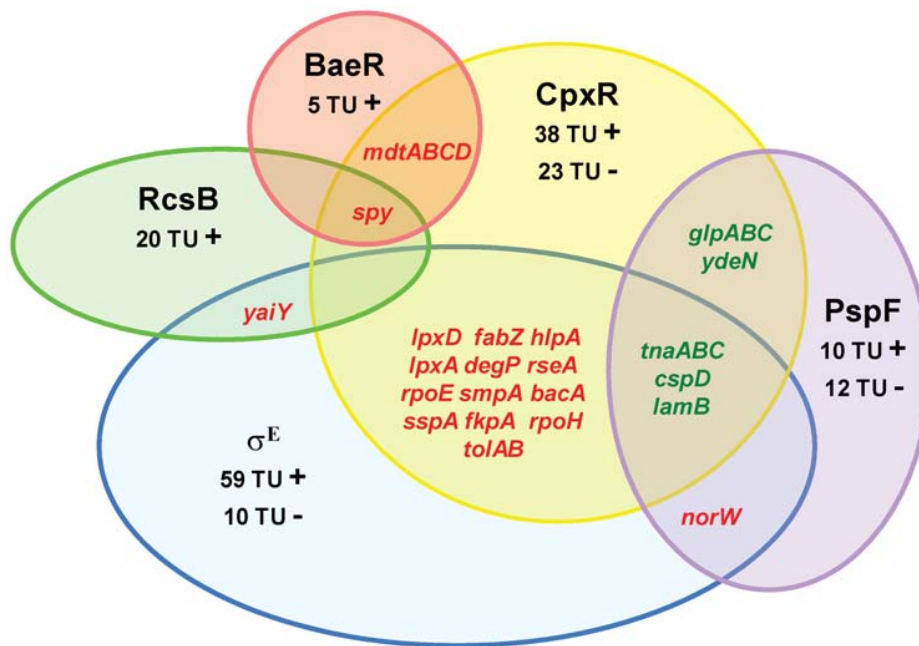 BaeR
5 TU +
mdtABCD
CpxR
38 TU +
23 TU -
RcsB
20 TU +
spy
glpABC
ydeN
yaiY
PspF
10 TU +
12 TU -
lpxD fabZ hlpA
lpxA degP rseA
rpoE smpA bacA
sspA fkpA rpoH
tolAB
tnaABC
cspD
lamB
σE
59 TU +
10 TU -
norW